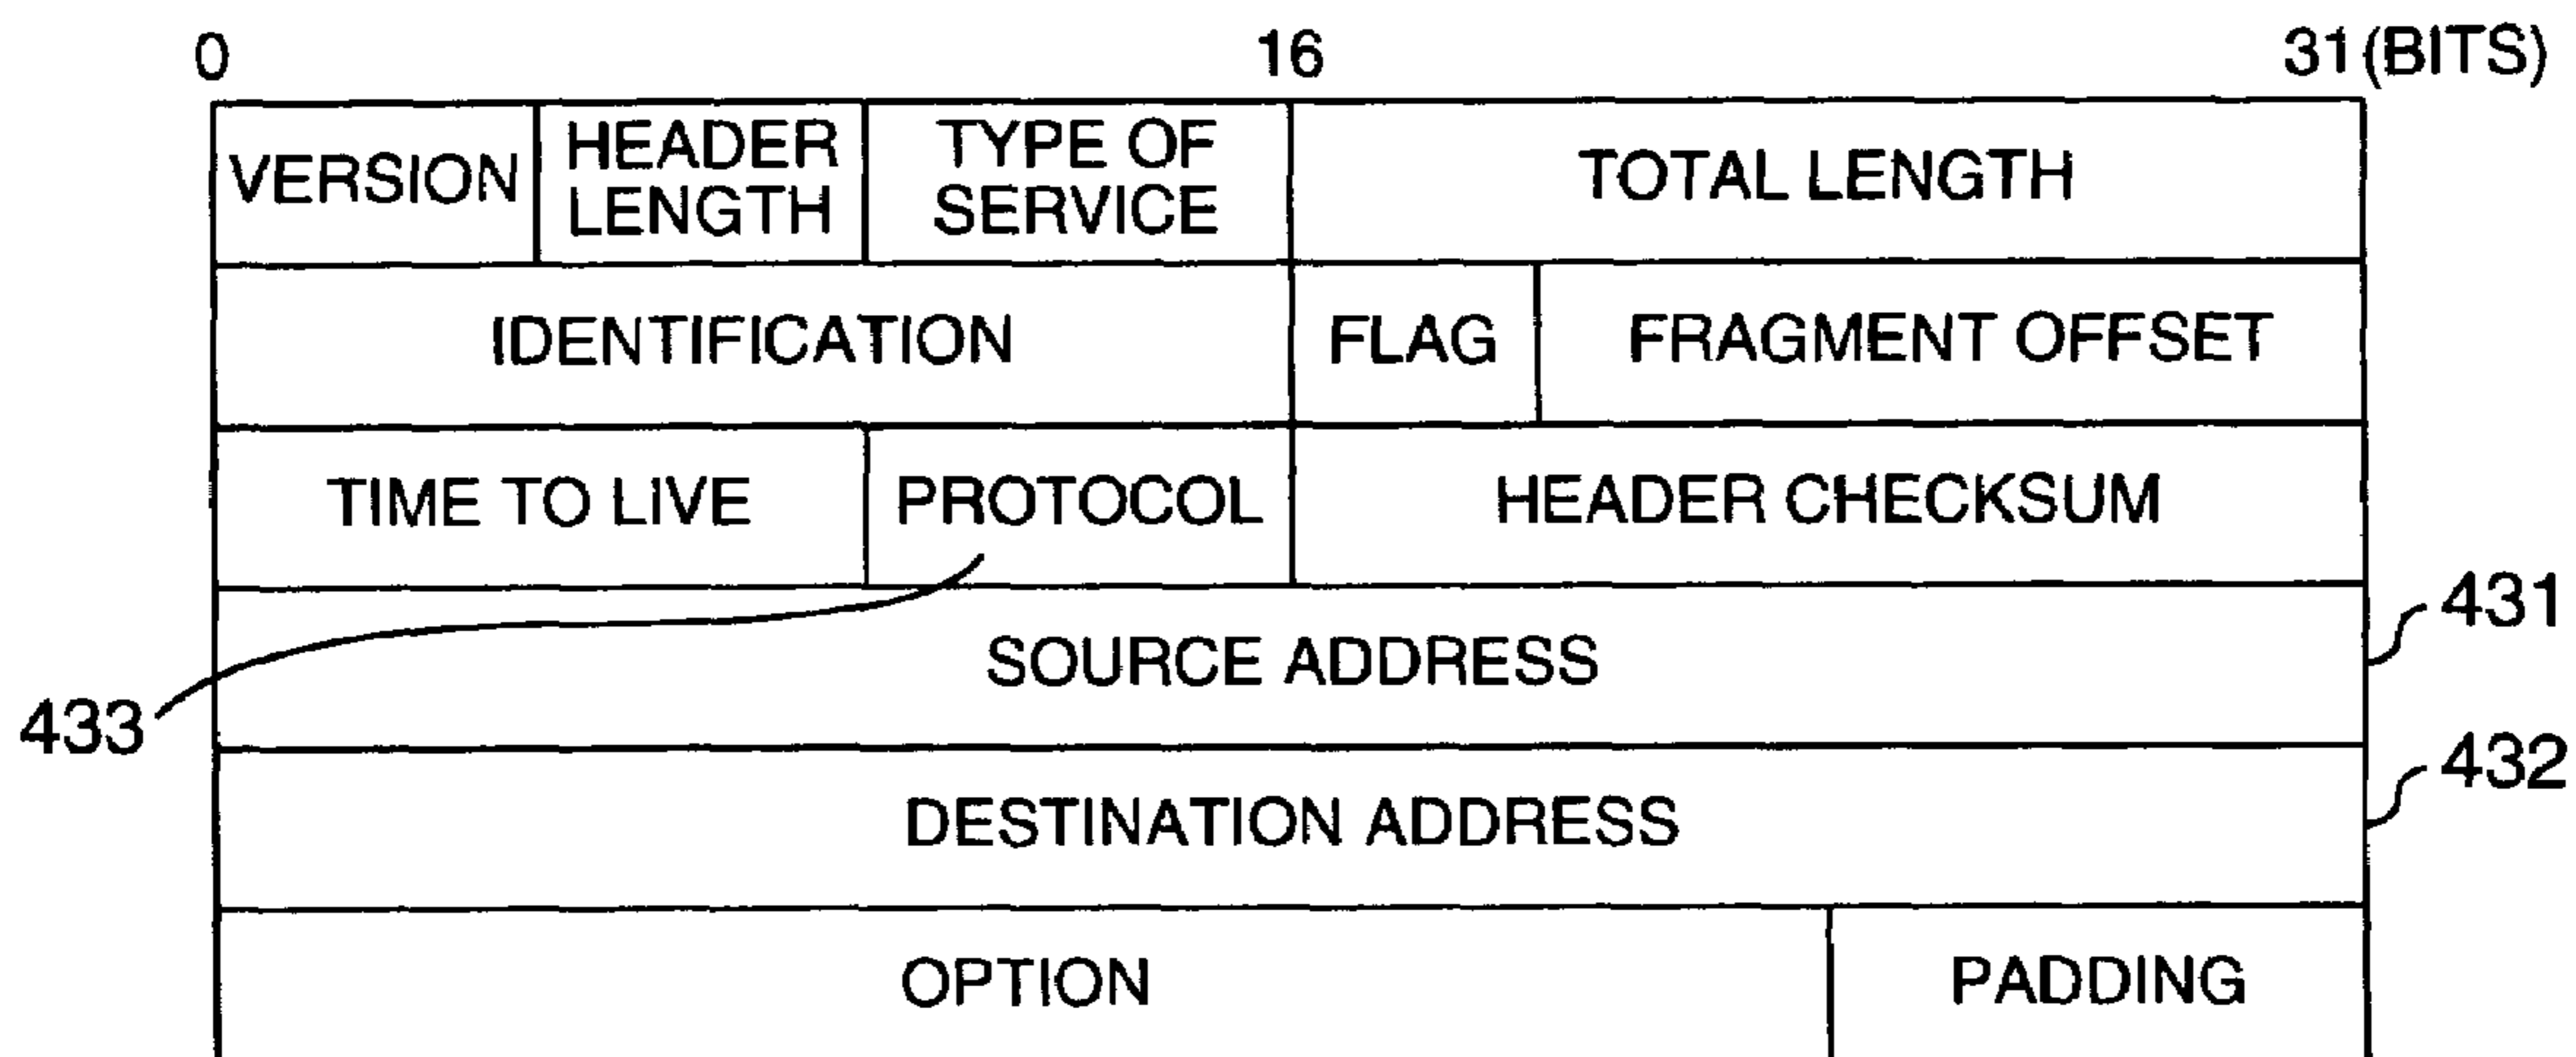 0 16 31 (BITS)
VERSION HEADER LENGTH TYPE OF SERVICE TOTAL LENGTH
IDENTIFICATION FLAG FRAGMENT OFFSET
TIME TO LIVE PROTOCOL HEADER CHECKSUM
431
SOURCE ADDRESS
433
432
DESTINATION ADDRESS
OPTION PADDING